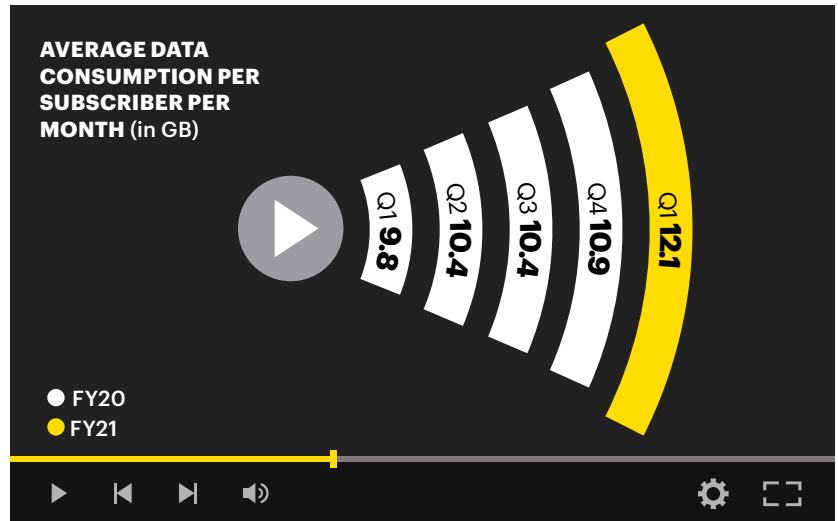 AVERAGE DATA
CONSUMPTION PER
SUBSCRIBER PER
MONTH (in GB)
Q1 9.8
Q2 10.4
Q3 10.4
Q4 10.9
Q1 12.1
FY20
FY21